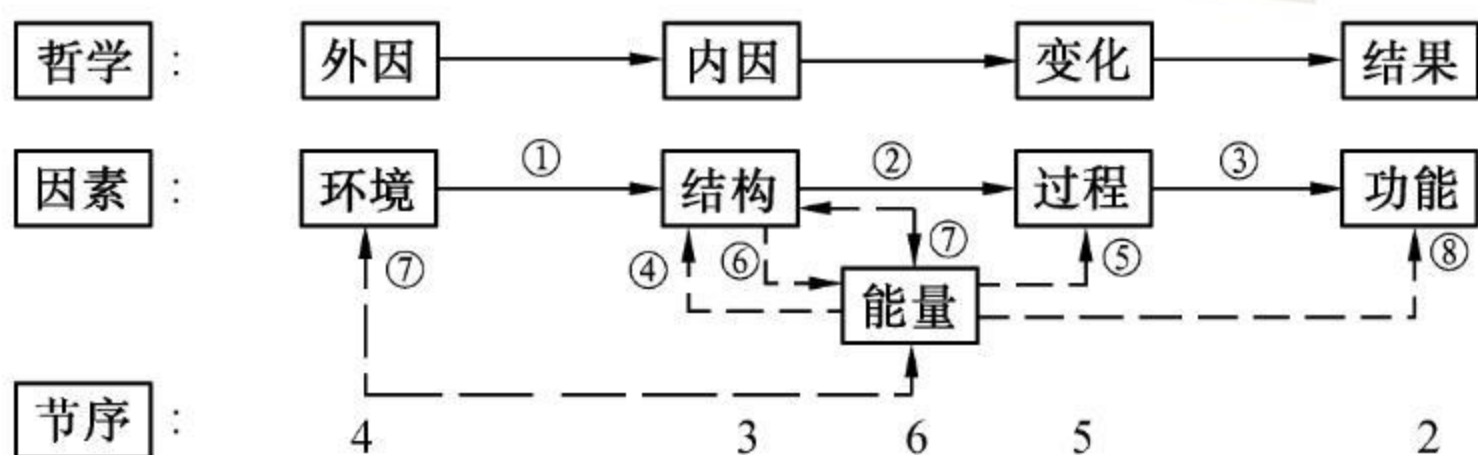 哲学： 外因 内因 变化 结果
因素： 环境 ① 结构 ② 过程 ③ 功能
⑦ ④ ⑥ ⑦ ⑤ ⑧
能量
节序： 4 3 6 5 2